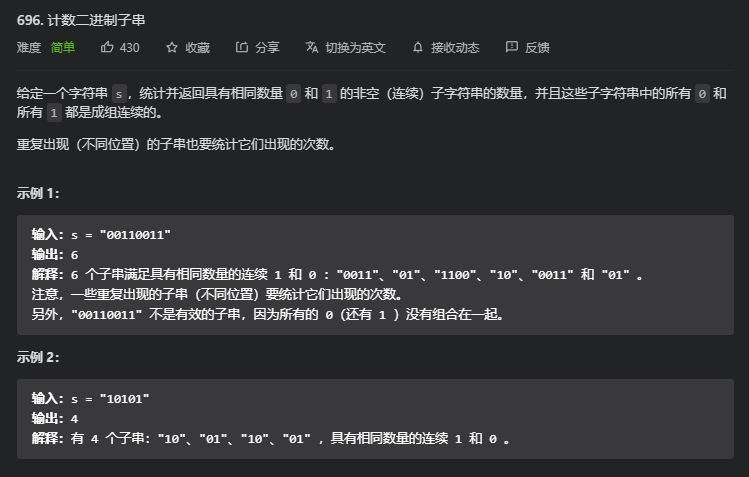 696. 计数二进制子串
难度 简单 430 收藏 分享 切换为英文 接收动态 反馈
给定一个字符串 s，统计并返回具有相同数量 0 和 1 的非空（连续）子字符串的数量，并且这些子字符串中的所有 0 和
所有 1 都是成组连续的。
重复出现（不同位置）的子串也要统计它们出现的次数。
示例 1：
输入：s = "00110011"
输出：6
解释：6 个子串满足具有相同数量的连续 1 和 0 ："0011"、"01"、"1100"、"10"、"0011" 和 "01" 。
注意，一些重复出现的子串（不同位置）要统计它们出现的次数。
另外，"00110011" 不是有效的子串，因为所有的 0（还有 1 ）没有组合在一起。
示例 2：
输入：s = "10101"
输出：4
解释：有 4 个子串："10"、"01"、"10"、"01" ，具有相同数量的连续 1 和 0 。